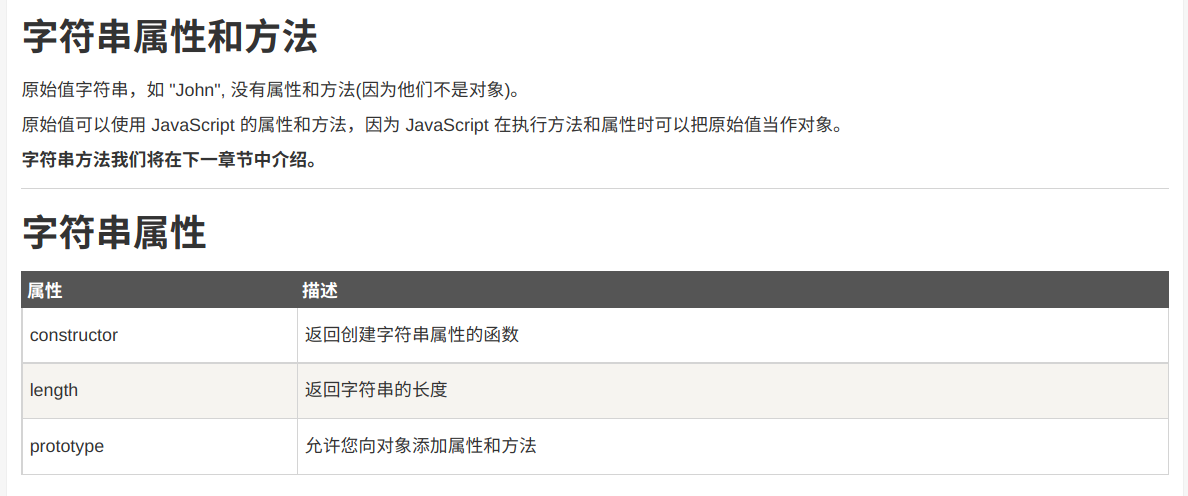 字符串属性和方法
原始值字符串，如 "John", 没有属性和方法(因为他们不是对象)。
原始值可以使用 JavaScript 的属性和方法，因为 JavaScript 在执行方法和属性时可以把原始值当作对象。
字符串方法我们将在下一章节中介绍。
字符串属性
属性 描述
constructor 返回创建字符串属性的函数
length 返回字符串的长度
prototype 允许您向对象添加属性和方法